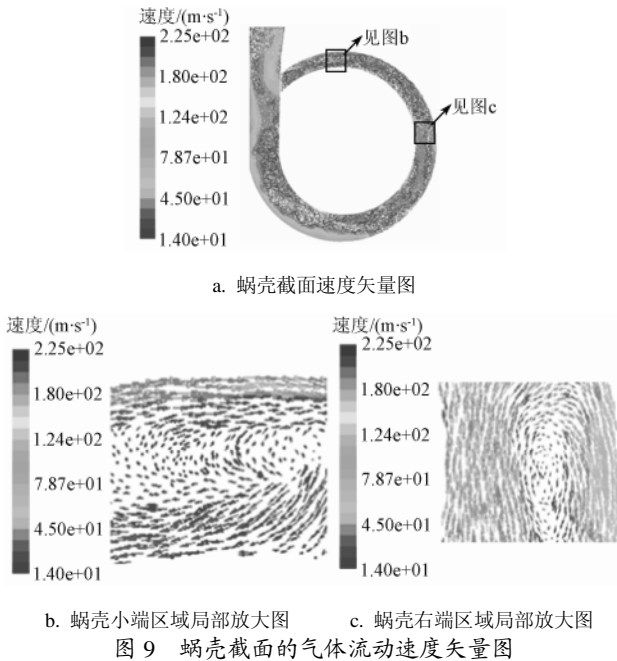 速度/(m·s⁻¹)
2.25e+02
1.80e+02
1.24e+02
7.87e+01
4.50e+01
1.40e+01
见图b
见图c
a. 蜗壳截面速度矢量图
速度/(m·s⁻¹)
2.25e+02
1.80e+02
1.24e+02
7.87e+01
4.50e+01
1.40e+01
速度/(m·s⁻¹)
2.25e+02
1.80e+02
1.24e+02
7.87e+01
4.50e+01
1.40e+01
b. 蜗壳小端区域局部放大图
c. 蜗壳右端区域局部放大图
图 9 蜗壳截面的气体流动速度矢量图